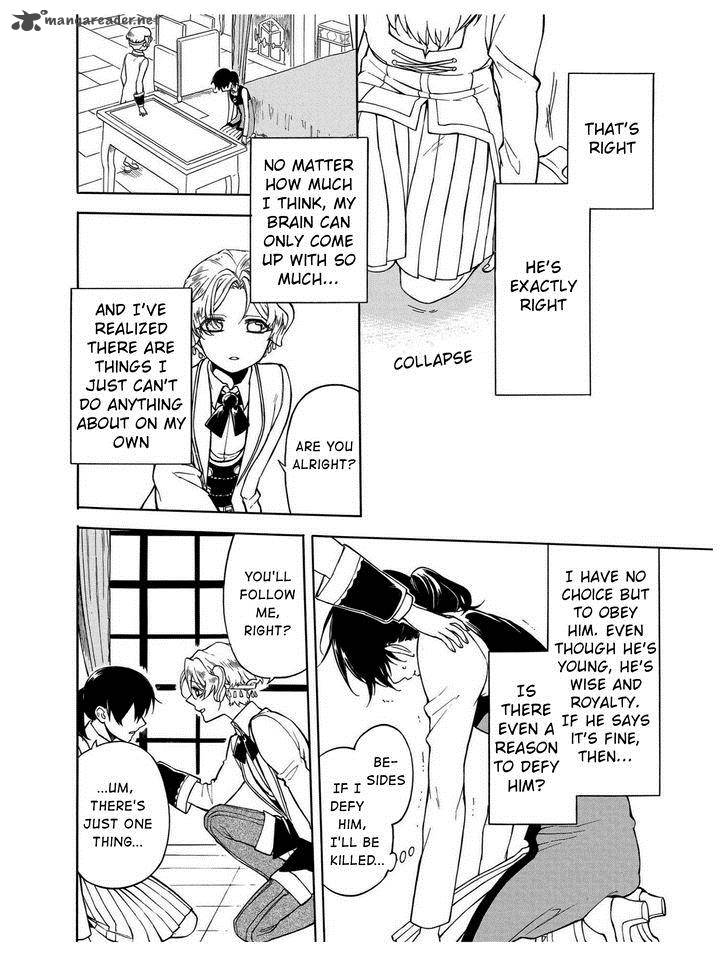 mangareader.net
THAT'S
RIGHT
HE'S
EXACTLY
RIGHT
COLLAPSE
NO MATTER
HOW MUCH
I THINK, MY
BRAIN CAN
ONLY COME
UP WITH SO
MUCH...
AND I'VE
REALIZED
THERE ARE
THINGS I
JUST CAN'T
DO ANYTHING
ABOUT ON MY
OWN
ARE YOU
ALRIGHT?
I HAVE NO
CHOICE BUT
TO OBEY
HIM. EVEN
THOUGH HE'S
YOUNG, HE'S
WISE AND
ROYALTY.
IF HE SAYS
IT'S FINE,
THEN...
IS
THERE
EVEN A
REASON
TO DEFY
HIM?
BE-
SIDES
IF I
DEFY
HIM,
I'LL BE
KILLED...
YOU'LL
FOLLOW
ME,
RIGHT?
...UM,
THERE'S
JUST ONE
THING...